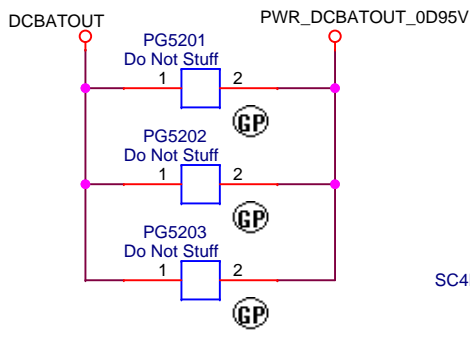 DCBATOUT
PWR_DCBATOUT_0D95V
PG5201
Do Not Stuff
1 2
GP
PG5202
Do Not Stuff
1 2
GP
PG5203
Do Not Stuff
1 2
GP
SC4